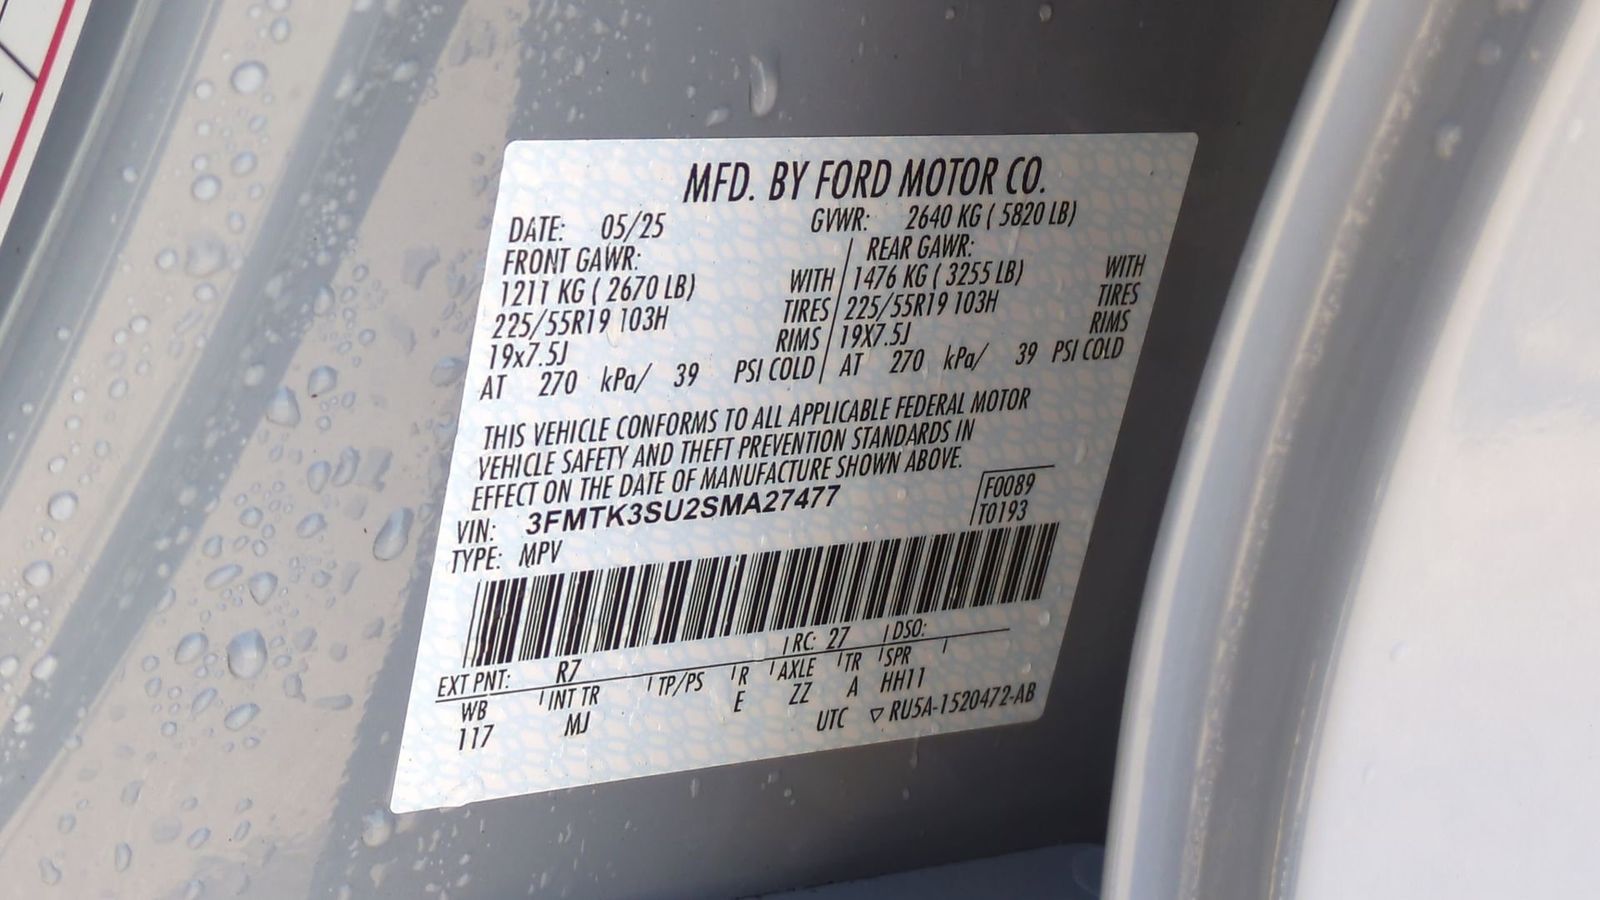 MFD. BY FORD MOTOR CO.
DATE: 05/25 GVWR: 2640 KG ( 5820 LB)
FRONT GAWR: REAR GAWR:
1211 KG ( 2670 LB) WITH 1476 KG ( 3255 LB) WITH
225/55R19 103H TIRES 225/55R19 103H TIRES
19x7.5J RIMS 19X7.5J RIMS
AT 270 kPa/ 39 PSI COLD AT 270 kPa/ 39 PSI COLD
THIS VEHICLE CONFORMS TO ALL APPLICABLE FEDERAL MOTOR
VEHICLE SAFETY AND THEFT PREVENTION STANDARDS IN
EFFECT ON THE DATE OF MANUFACTURE SHOWN ABOVE.
VIN: 3FMTK3SU2SMA27477 F0089
TYPE: MPV T0193
EXT PNT: R7 RC: 27 DSO:
WB INT TR TP/PS R AXLE TR SPR
117 MJ E ZZ A HH11
UTC ▽ RU5A-1520472-AB